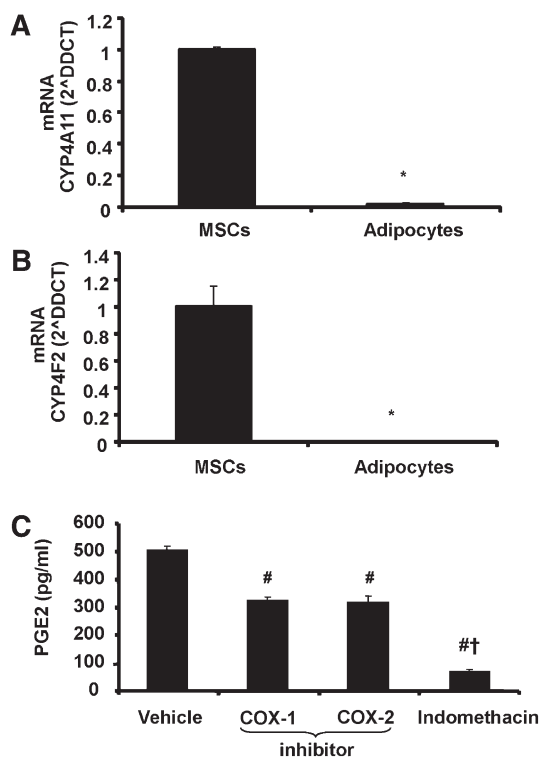 A
mRNA
CYP4A11 (2^DDCT)
1.2
1
0.8
0.6
0.4
0.2
0
*
MSCs Adipocytes
B
mRNA
CYP4F2 (2^DDCT)
1.4
1.2
1
0.8
0.6
0.4
0.2
0
*
MSCs Adipocytes
C
PGE2 (pg/ml)
600
500
400
300
200
100
0
# # #†
Vehicle COX-1 COX-2 Indomethacin
inhibitor